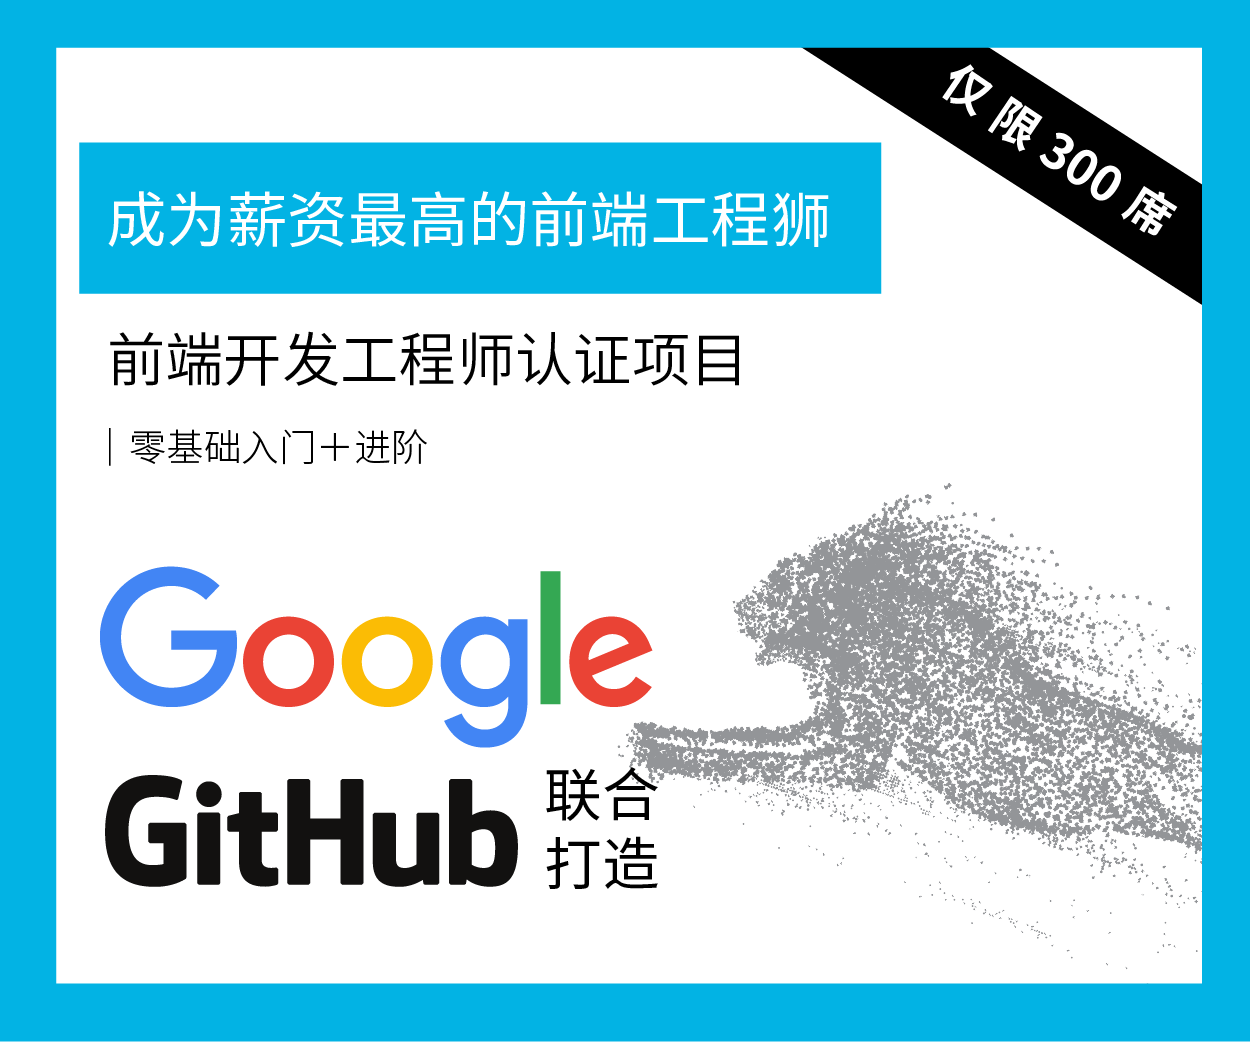 仅限300席
成为薪资最高的前端工程狮
前端开发工程师认证项目
零基础入门＋进阶
Google
GitHub
联合
打造